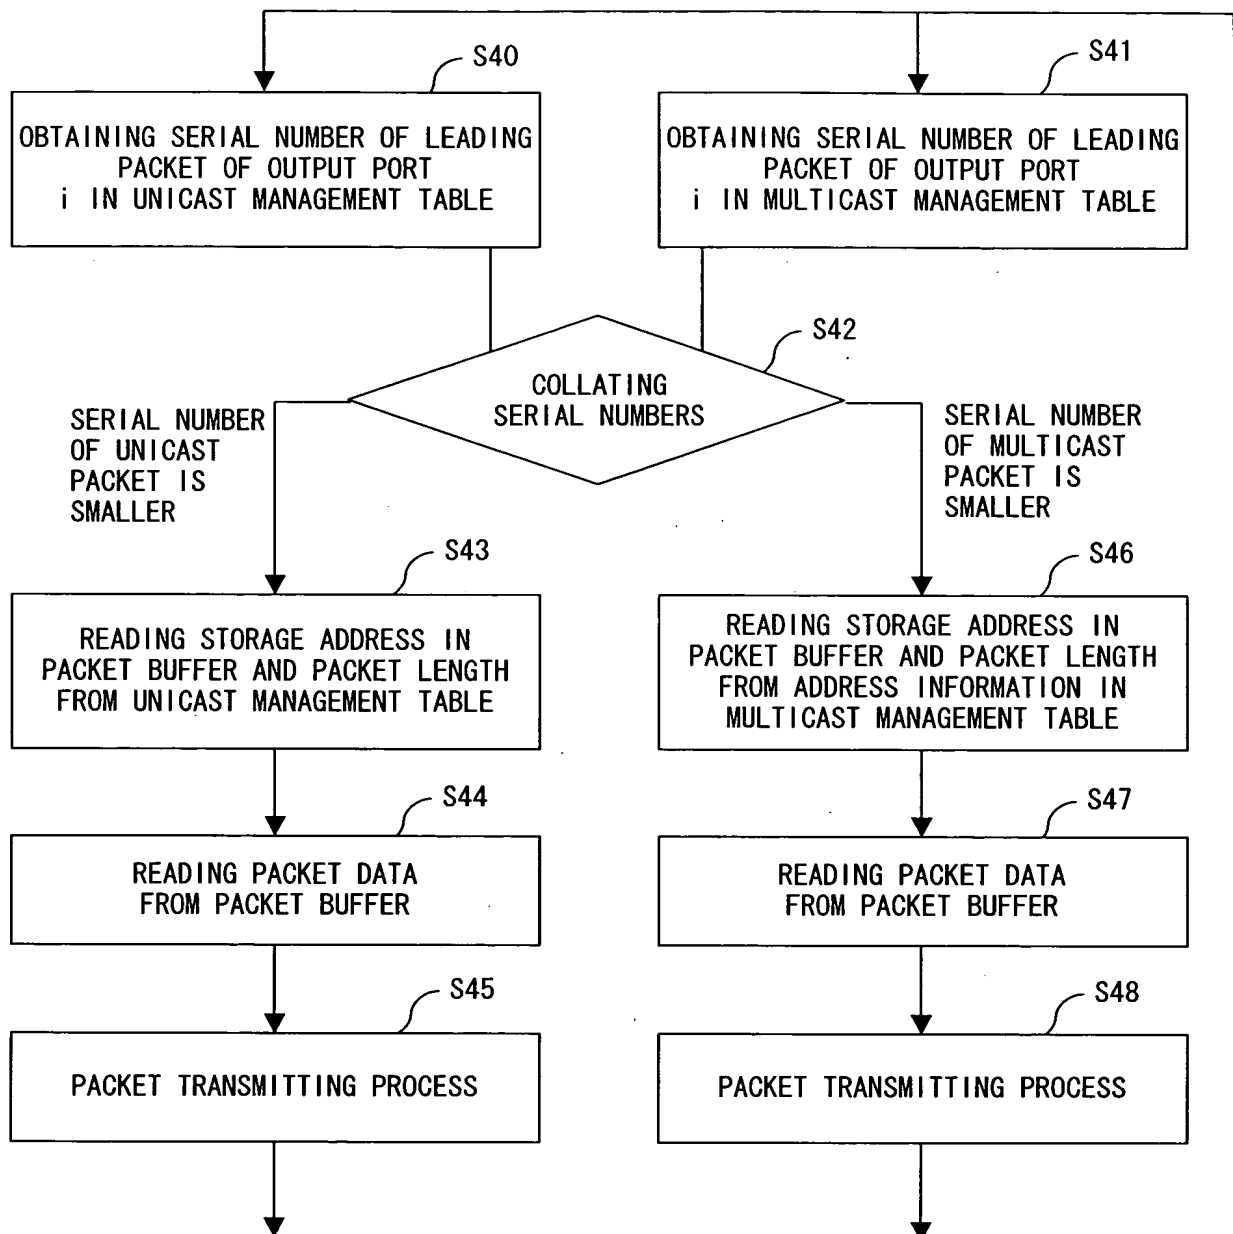 S40
OBTAINING SERIAL NUMBER OF LEADING
PACKET OF OUTPUT PORT
i IN UNICAST MANAGEMENT TABLE
S41
OBTAINING SERIAL NUMBER OF LEADING
PACKET OF OUTPUT PORT
i IN MULTICAST MANAGEMENT TABLE
S42
COLLATING
SERIAL NUMBERS
SERIAL NUMBER
OF UNICAST
PACKET IS
SMALLER
SERIAL NUMBER
OF MULTICAST
PACKET IS
SMALLER
S43
READING STORAGE ADDRESS IN
PACKET BUFFER AND PACKET LENGTH
FROM UNICAST MANAGEMENT TABLE
S46
READING STORAGE ADDRESS IN
PACKET BUFFER AND PACKET LENGTH
FROM ADDRESS INFORMATION IN
MULTICAST MANAGEMENT TABLE
S44
READING PACKET DATA
FROM PACKET BUFFER
S47
READING PACKET DATA
FROM PACKET BUFFER
S45
PACKET TRANSMITTING PROCESS
S48
PACKET TRANSMITTING PROCESS